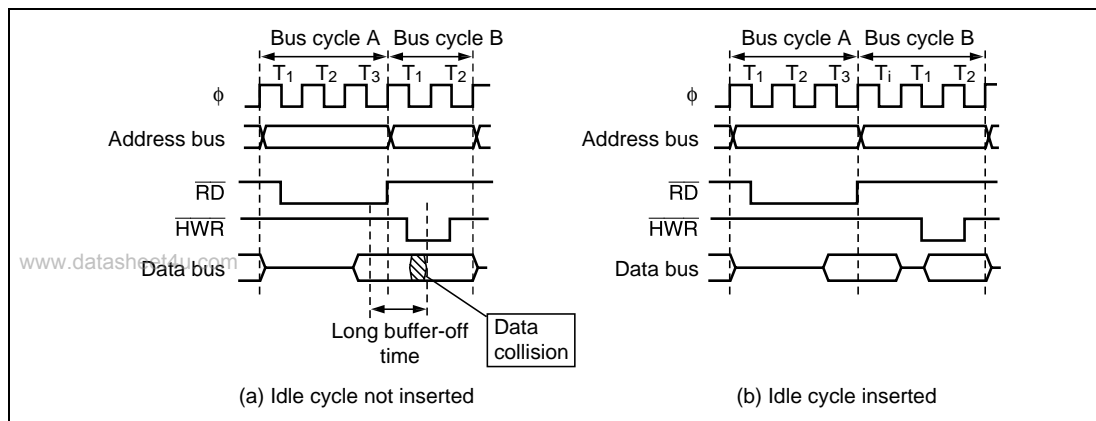 Bus cycle A Bus cycle B
T1 T2 T3 T1 T2
φ
Address bus
RD
HWR
Data bus
Long buffer-off
time
Data
collision
(a) Idle cycle not inserted
Bus cycle A Bus cycle B
T1 T2 T3 Ti T1 T2
φ
Address bus
RD
HWR
Data bus
(b) Idle cycle inserted
www.datasheet4u.com